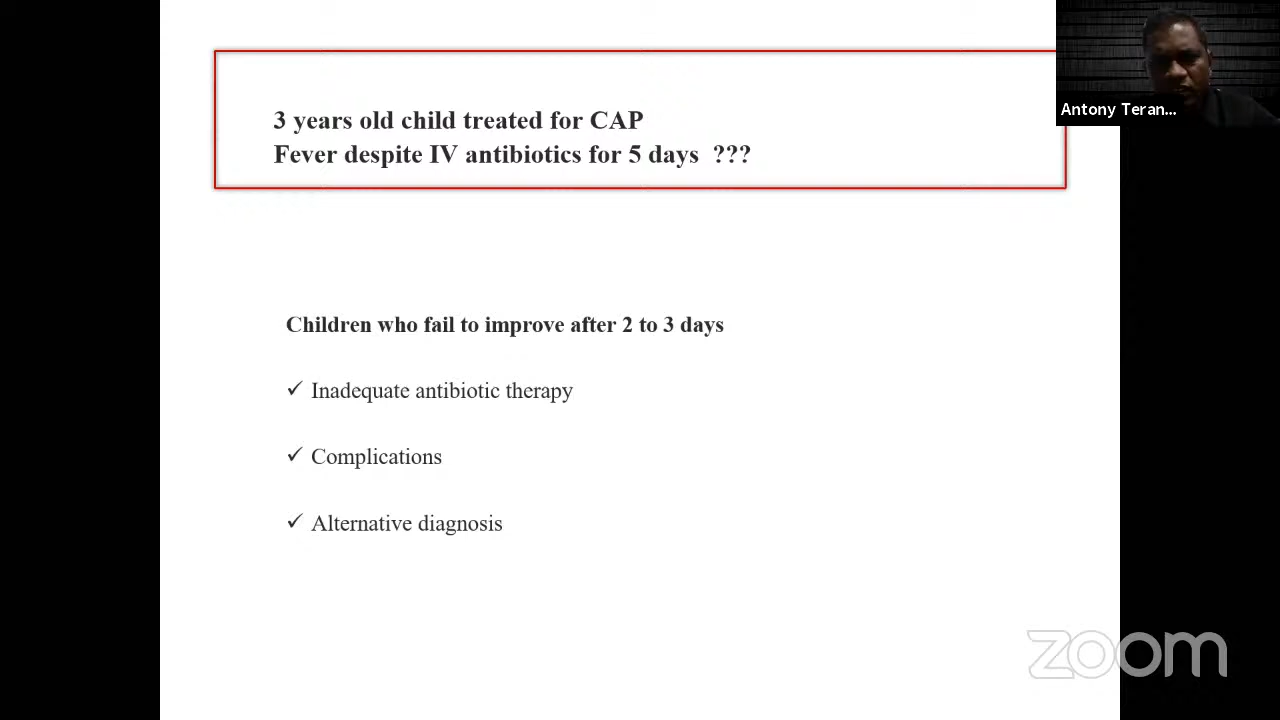 3 years old child treated for CAP
Fever despite IV antibiotics for 5 days ???
Antony Teran...
Children who fail to improve after 2 to 3 days
✓ Inadequate antibiotic therapy
✓ Complications
✓ Alternative diagnosis
zoom